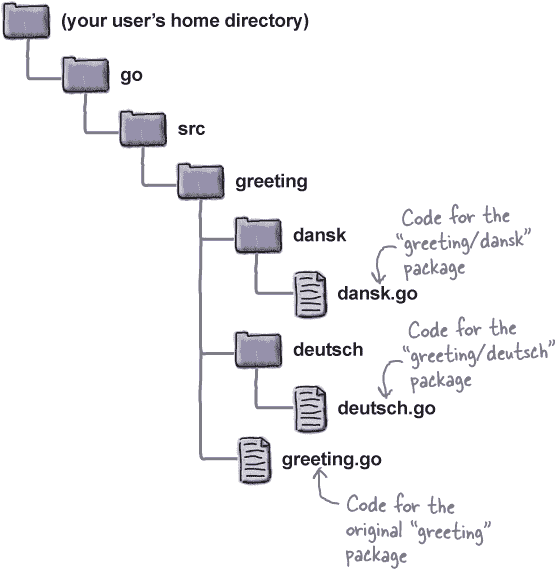 (your user’s home directory)
go
src
greeting
dansk
Code for the
“greeting/dansk”
package
dansk.go
deutsch
Code for the
“greeting/deutsch”
package
deutsch.go
greeting.go
Code for the
original “greeting”
package